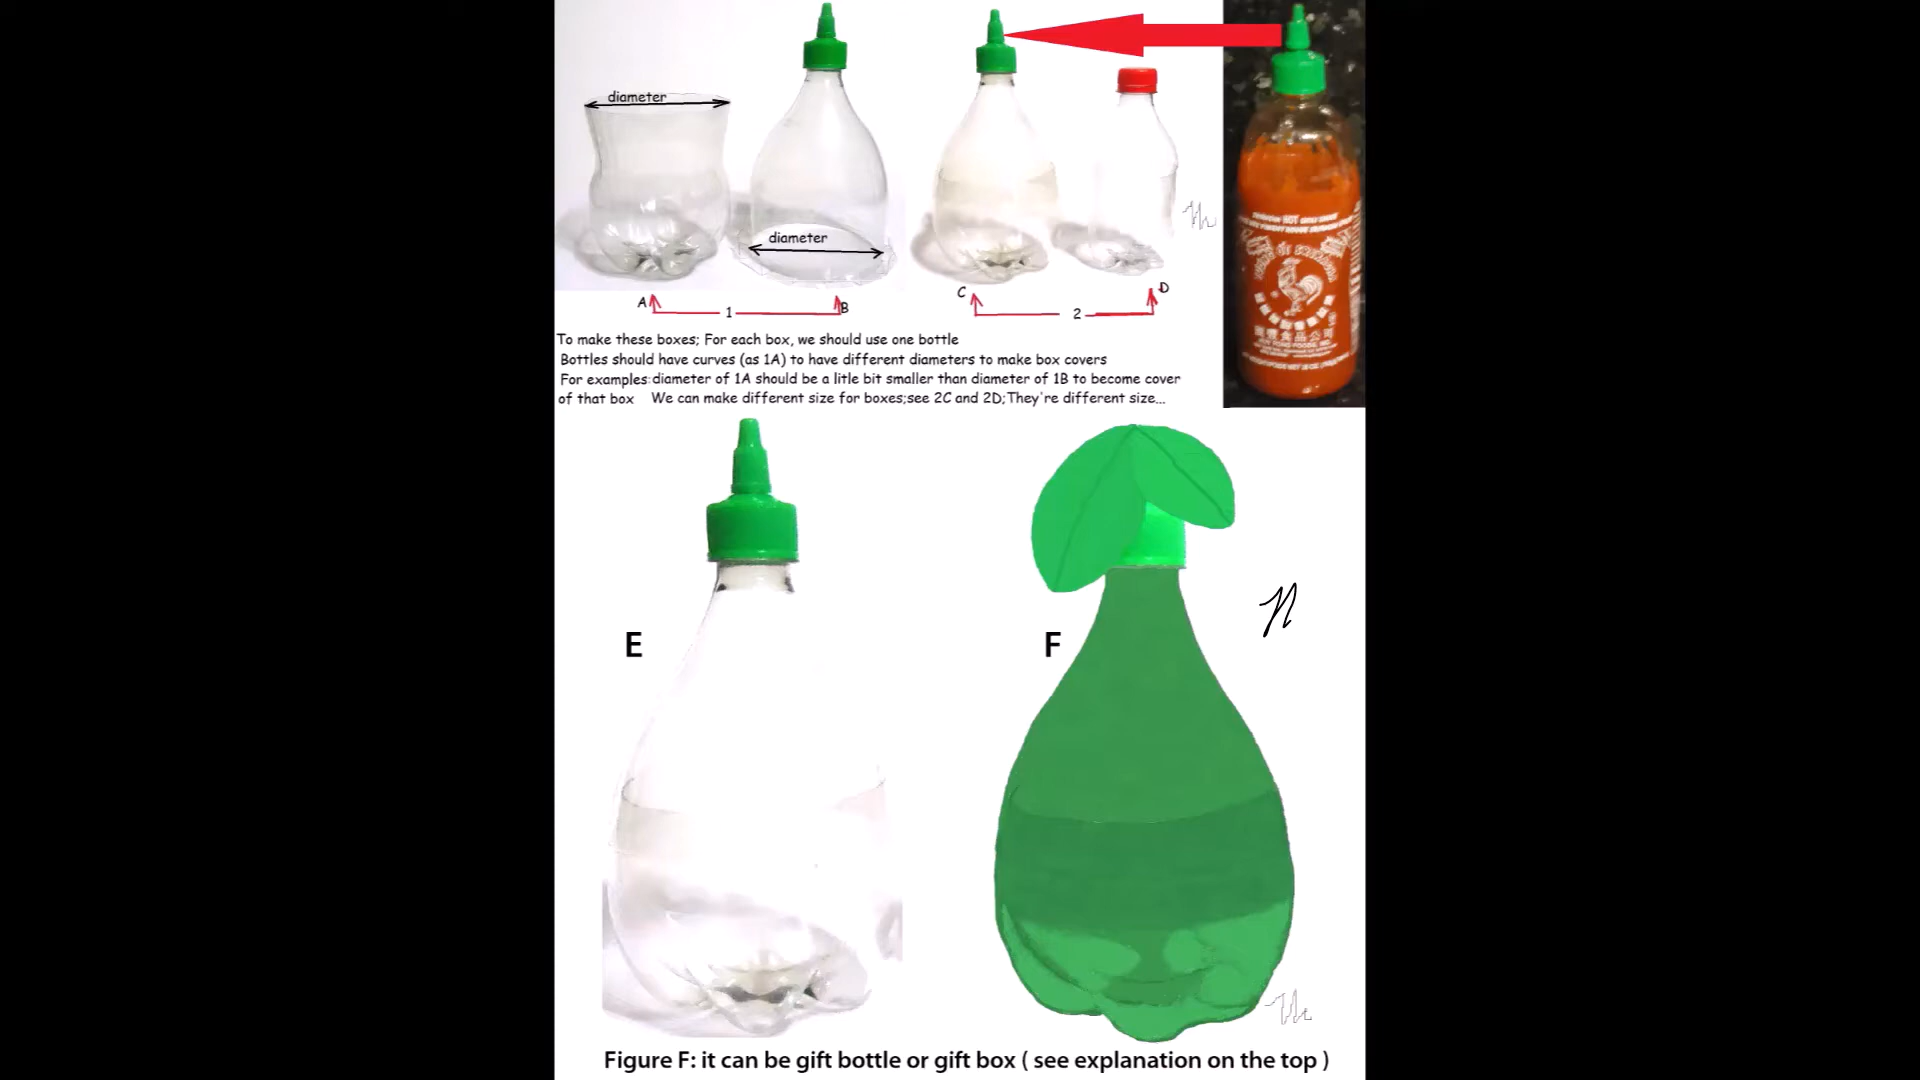 diameter
diameter
A
1
B
C
2
D
To make these boxes; For each box, we should use one bottle
Bottles should have curves (as 1A) to have different diameters to make box covers
For examples:diameter of 1A should be a litle bit smaller than diameter of 1B to become cover
of that box We can make different size for boxes;see 2C and 2D;They're different size...
E
F
Figure F: it can be gift bottle or gift box ( see explanation on the top )